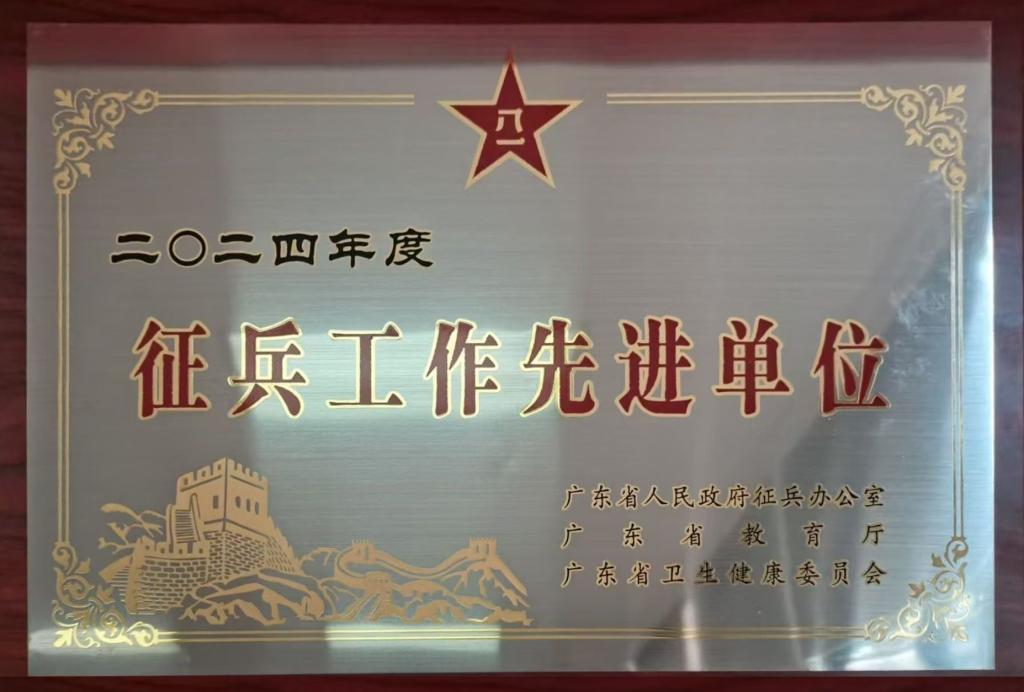 八一
二〇二四年度
征兵工作先进单位
广东省人民政府征兵办公室
广东省教育厅
广东省卫生健康委员会